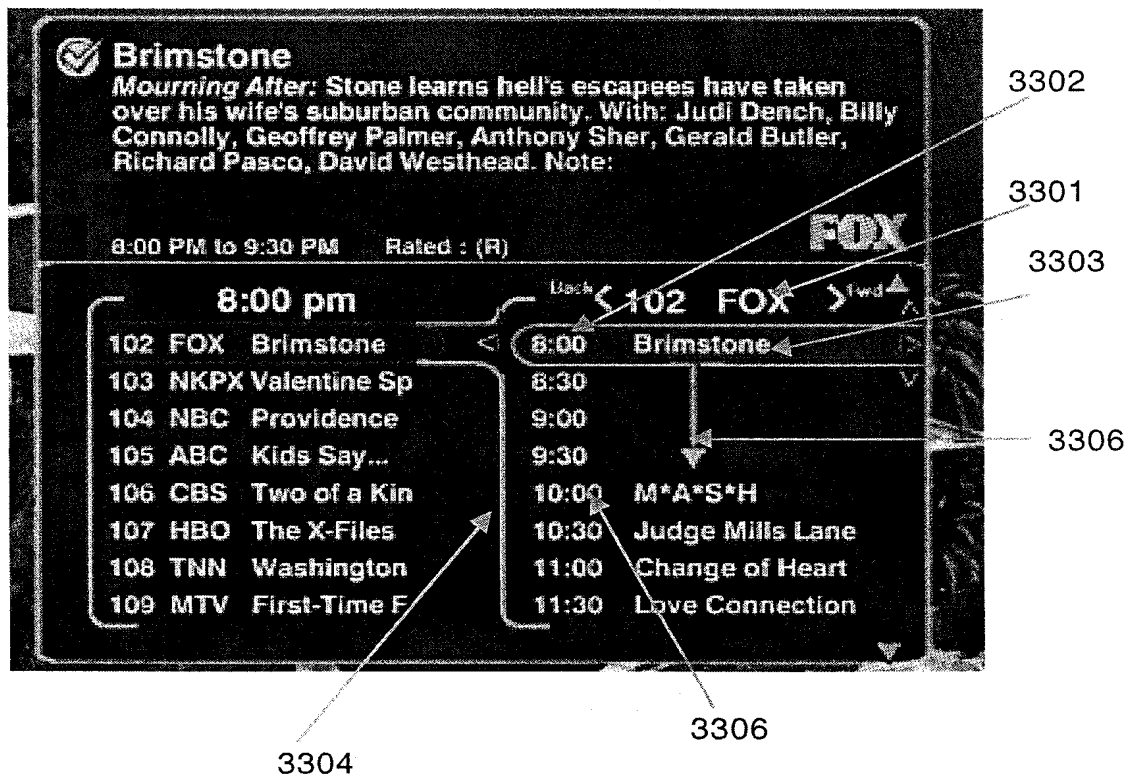 Brimstone
Mourning After: Stone learns hell's escapees have taken
over his wife's suburban community. With: Judi Dench, Billy
Connolly, Geoffrey Palmer, Anthony Sher, Gerald Butler,
Richard Pasco, David Westhead. Note:
8:00 PM to 9:30 PM Rated : (R)
FOX
8:00 pm
102 FOX Brimstone
103 NKPX Valentine Sp
104 NBC Providence
105 ABC Kids Say...
106 CBS Two of a Kin
107 HBO The X-Files
108 TNN Washington
109 MTV First-Time F
Back < 102 FOX > Fwd
8:00 Brimstone
8:30
9:00
9:30
10:00 M*A*S*H
10:30 Judge Mills Lane
11:00 Change of Heart
11:30 Love Connection
3302
3301
3303
3306
3306
3304